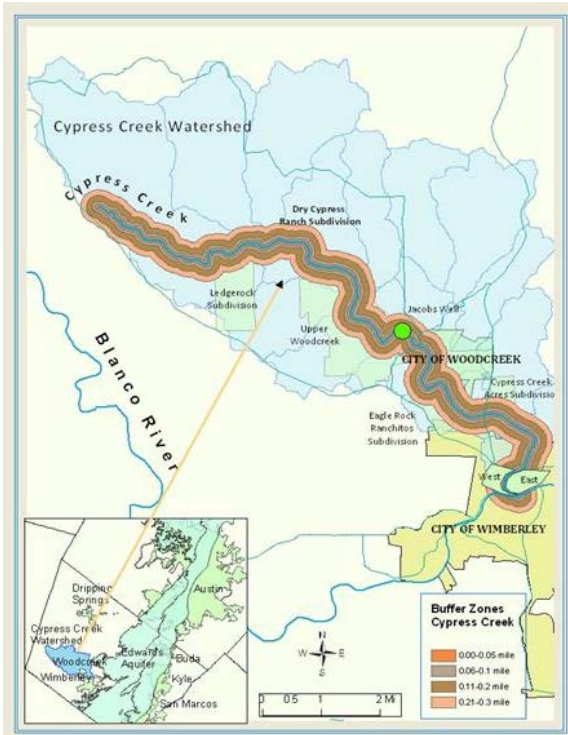 Cypress Creek Watershed
Cypress Creek
Dry Cypress
Ranch Subdivision
Ledgerock
Subdivision
Upper
Woodcreek
Jacobs Well
CITY OF WOODCREEK
Cypress Creek
Acres Subdivisio
Eagle Rock
Ranchitos
Subdivision
West
East
CITY OF WIMBERLEY
Blanco River
Dripping
Springs
Austin
Cypress Creek
Watershed
Woodcreek
Wimberley
Edwards
Aquifer
Buda
Kyle
San Marcos
N
W
E
S
0 0.5 1 2 Mi
Buffer Zones
Cypress Creek
0.00-0.05 mile
0.06-0.1 mile
0.11-0.2 mile
0.21-0.3 mile